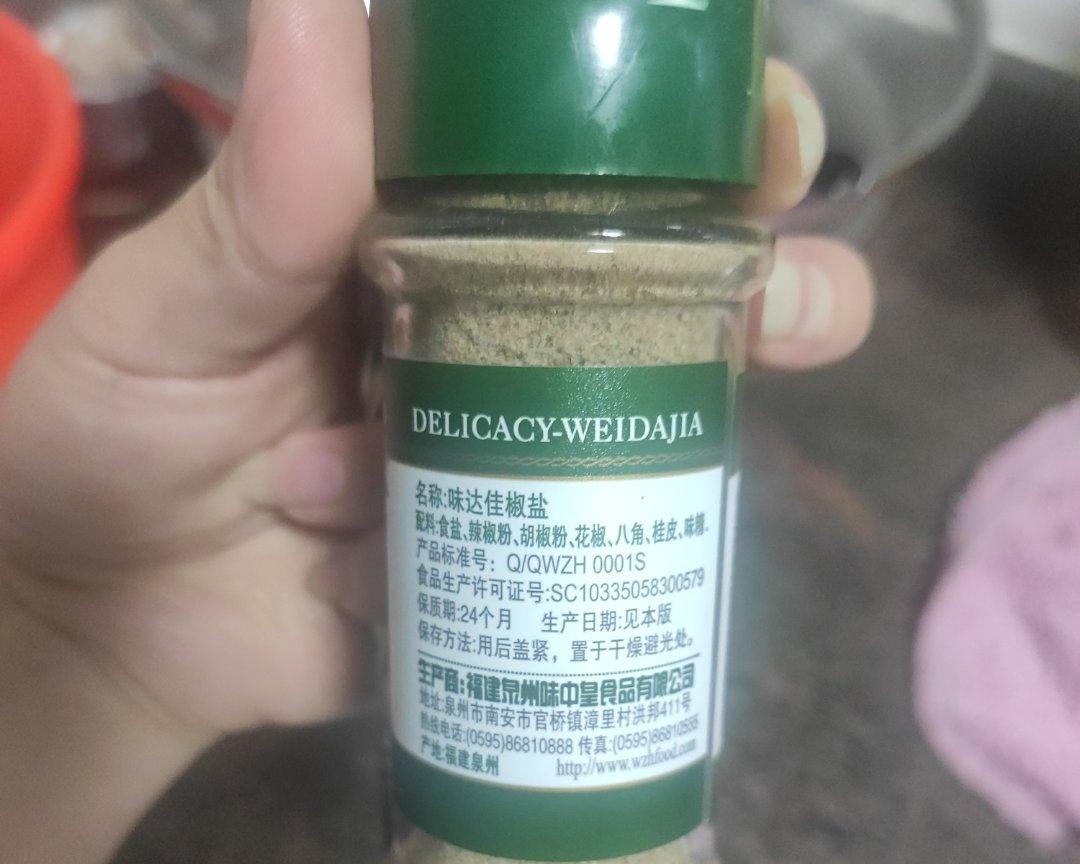 DELICACY-WEIDAJIA
名称:味达佳椒盐
配料:食盐、辣椒粉、胡椒粉、花椒、八角、桂皮、味精。
产品标准号：Q/QWZH 0001S
食品生产许可证号:SC10335058300579
保质期:24个月 生产日期:见本版
保存方法:用后盖紧，置于干燥避光处。
生产商:福建泉州味中皇食品有限公司
地址:泉州市南安市官桥镇漳里村洪邦411号
热线电话:(0595)86810888 传真:(0595)86810555
产地:福建泉州 http://www.wzhfood.com